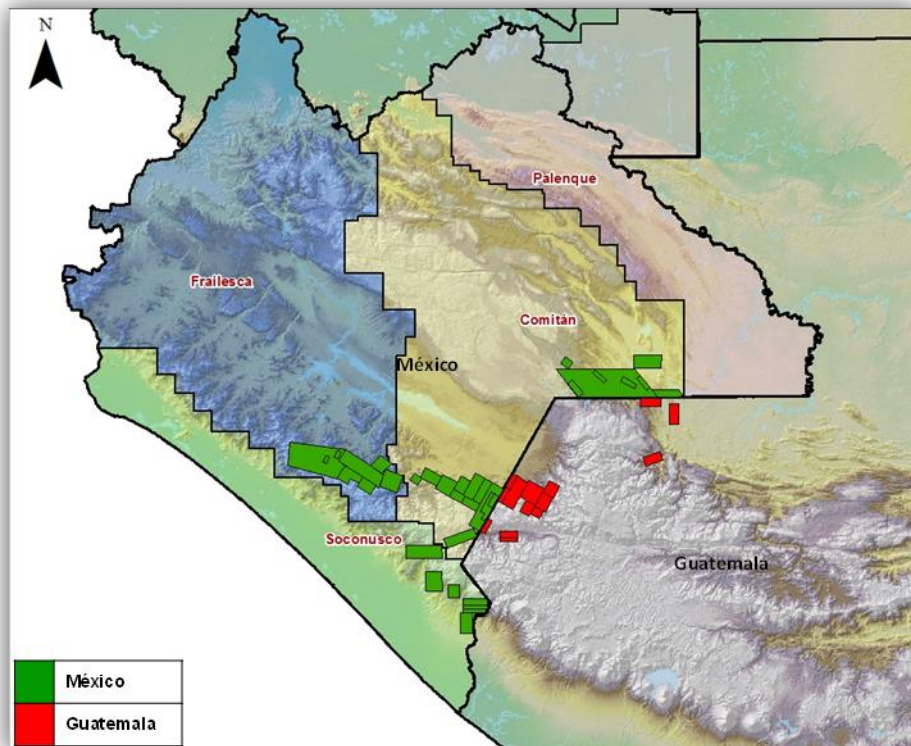 N
Palenque
Frailesca
Comitán
México
Soconusco
Guatemala
México
Guatemala